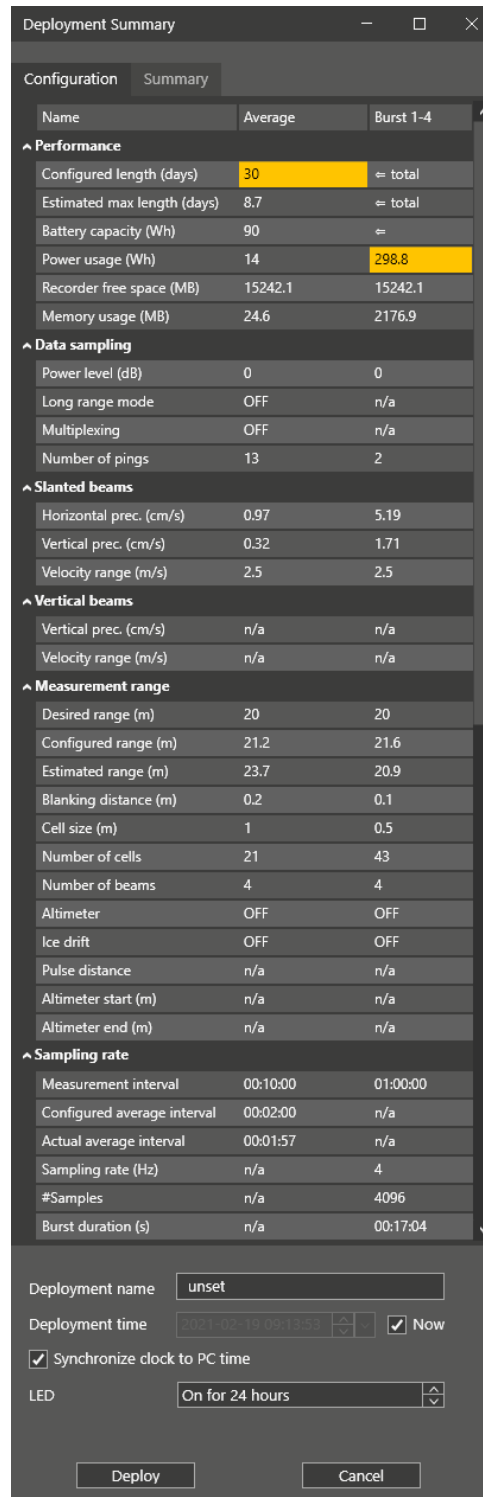 Deployment Summary
Configuration Summary
Name Average Burst 1-4
Performance
Configured length (days) 30 ⇐ total
Estimated max length (days) 8.7 ⇐ total
Battery capacity (Wh) 90 ⇐
Power usage (Wh) 14 298.8
Recorder free space (MB) 15242.1 15242.1
Memory usage (MB) 24.6 2176.9
Data sampling
Power level (dB) 0 0
Long range mode OFF n/a
Multiplexing OFF n/a
Number of pings 13 2
Slanted beams
Horizontal prec. (cm/s) 0.97 5.19
Vertical prec. (cm/s) 0.32 1.71
Velocity range (m/s) 2.5 2.5
Vertical beams
Vertical prec. (cm/s) n/a n/a
Velocity range (m/s) n/a n/a
Measurement range
Desired range (m) 20 20
Configured range (m) 21.2 21.6
Estimated range (m) 23.7 20.9
Blanking distance (m) 0.2 0.1
Cell size (m) 1 0.5
Number of cells 21 43
Number of beams 4 4
Altimeter OFF OFF
Ice drift OFF OFF
Pulse distance n/a n/a
Altimeter start (m) n/a n/a
Altimeter end (m) n/a n/a
Sampling rate
Measurement interval 00:10:00 01:00:00
Configured average interval 00:02:00 n/a
Actual average interval 00:01:57 n/a
Sampling rate (Hz) n/a 4
#Samples n/a 4096
Burst duration (s) n/a 00:17:04
Deployment name unset
Deployment time 2021-02-19 09:13:53 Now
Synchronize clock to PC time
LED On for 24 hours
Deploy Cancel